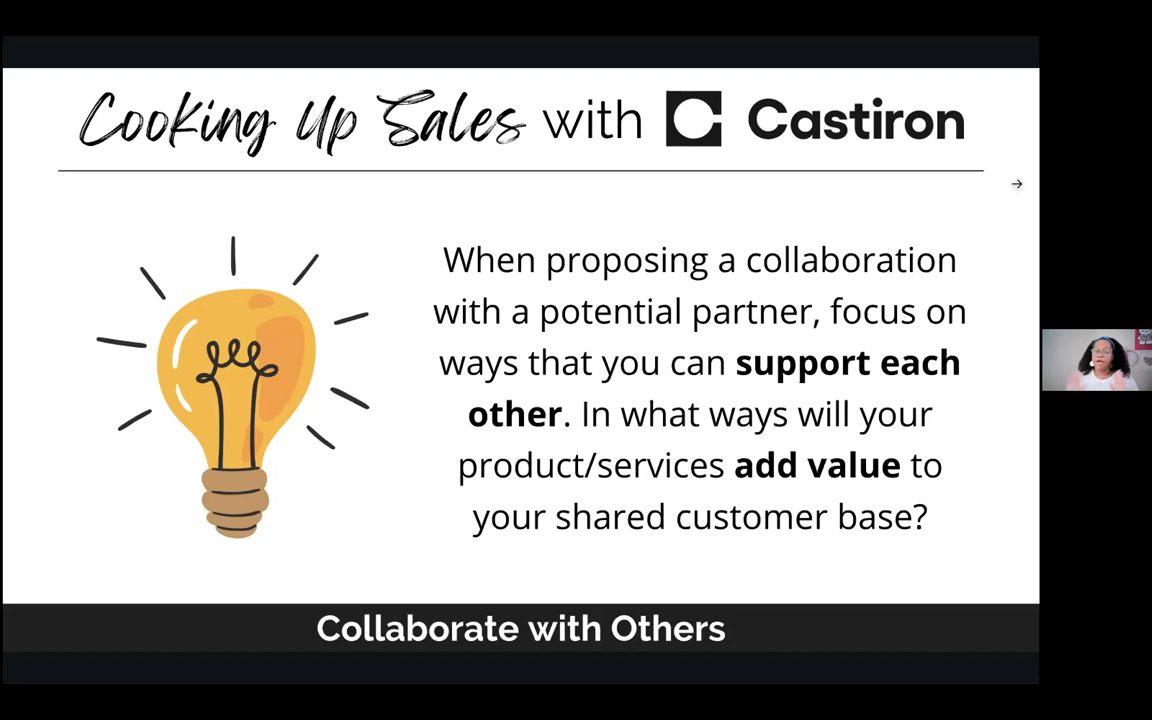 Cooking Up Sales with Castiron
When proposing a collaboration
with a potential partner, focus on
ways that you can support each
other. In what ways will your
product/services add value to
your shared customer base?
Collaborate with Others